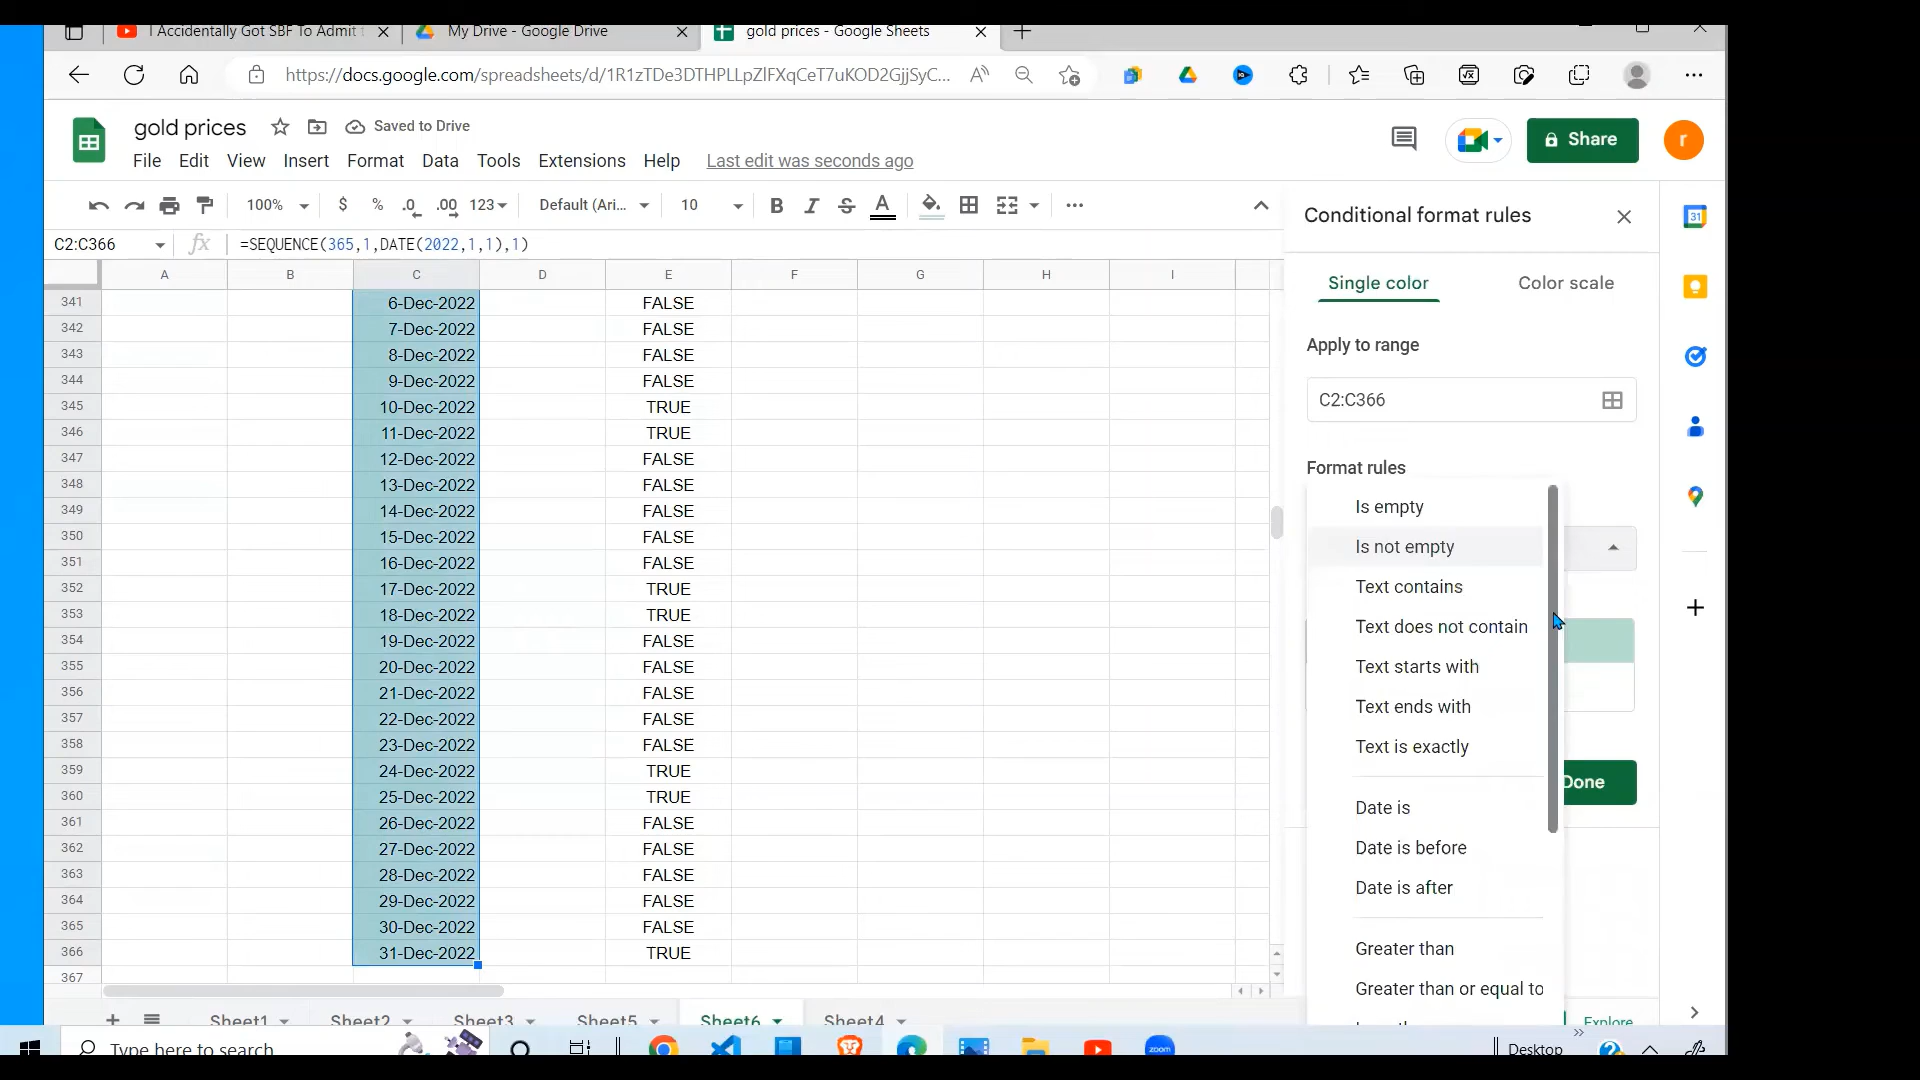 I Accidentally Got SBF To Admit t
My Drive - Google Drive
gold prices - Google Sheets
https://docs.google.com/spreadsheets/d/1R1zTDe3DTHPLLpZlFXqCeT7uKOD2GjjSyC...
gold prices
Saved to Drive
Share
r
File Edit View Insert Format Data Tools Extensions Help Last edit was seconds ago
100% $ % .0 .00 123 Default (Ari... 10 B I S A
C2:C366 fx =SEQUENCE(365,1,DATE(2022,1,1),1)
A B C D E F G H I
341 6-Dec-2022 FALSE
342 7-Dec-2022 FALSE
343 8-Dec-2022 FALSE
344 9-Dec-2022 FALSE
345 10-Dec-2022 TRUE
346 11-Dec-2022 TRUE
347 12-Dec-2022 FALSE
348 13-Dec-2022 FALSE
349 14-Dec-2022 FALSE
350 15-Dec-2022 FALSE
351 16-Dec-2022 FALSE
352 17-Dec-2022 TRUE
353 18-Dec-2022 TRUE
354 19-Dec-2022 FALSE
355 20-Dec-2022 FALSE
356 21-Dec-2022 FALSE
357 22-Dec-2022 FALSE
358 23-Dec-2022 FALSE
359 24-Dec-2022 TRUE
360 25-Dec-2022 TRUE
361 26-Dec-2022 FALSE
362 27-Dec-2022 FALSE
363 28-Dec-2022 FALSE
364 29-Dec-2022 FALSE
365 30-Dec-2022 FALSE
366 31-Dec-2022 TRUE
367
Conditional format rules
Single color Color scale
Apply to range
C2:C366
Format rules
Is empty
Is not empty
Text contains
Text does not contain
Text starts with
Text ends with
Text is exactly
Date is
Date is before
Date is after
Greater than
Greater than or equal to
Done
31
Explore
Sheet1 Sheet2 Sheet3 Sheet5 Sheet6 Sheet4
Type here to search
zoom
Desktop